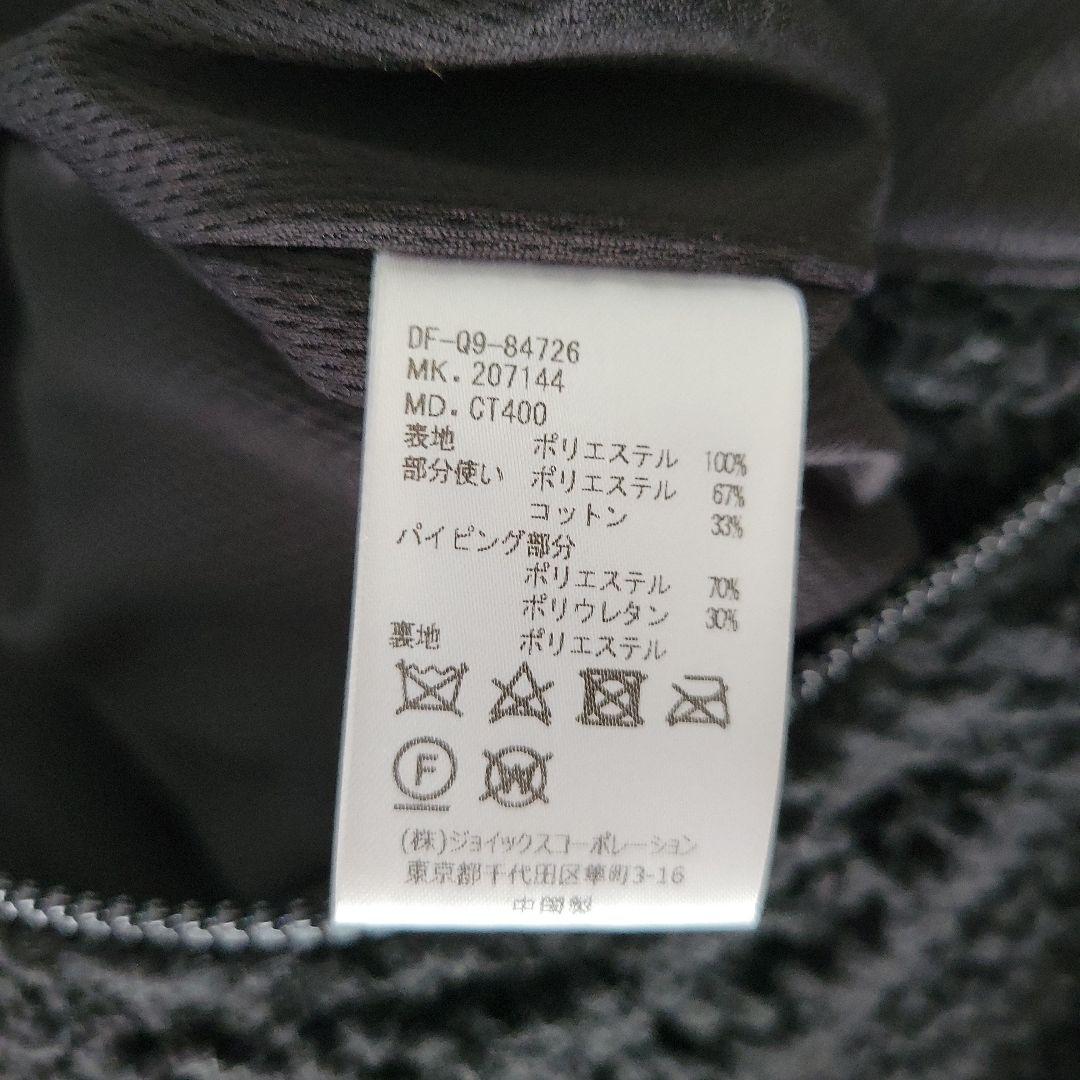 DF-Q9-84726
MK.207144
MD.CT400
表地 ポリエステル 100%
部分使い ポリエステル 67%
コットン 33%
パイピング部分
ポリエステル 70%
ポリウレタン 30%
裏地 ポリエステル
F
W
(株)ジョイックスコーポレーション
東京都千代田区隼町3-16
中国製